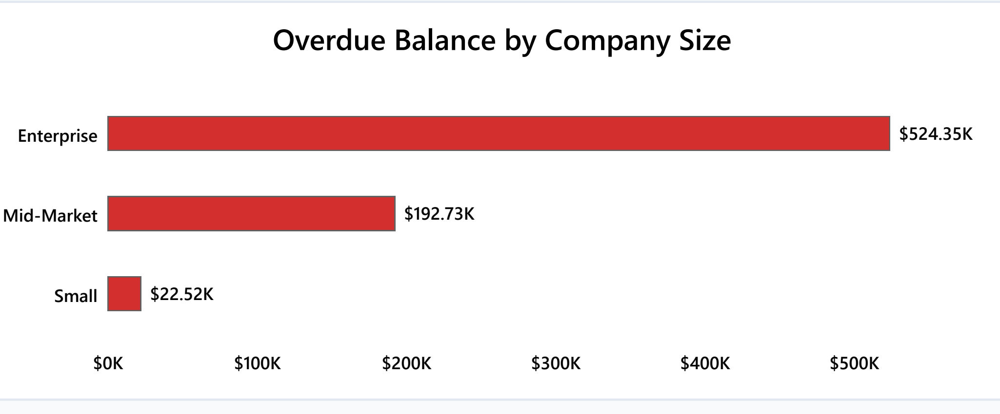 Overdue Balance by Company Size
Enterprise $524.35K
Mid-Market $192.73K
Small $22.52K
$0K $100K $200K $300K $400K $500K